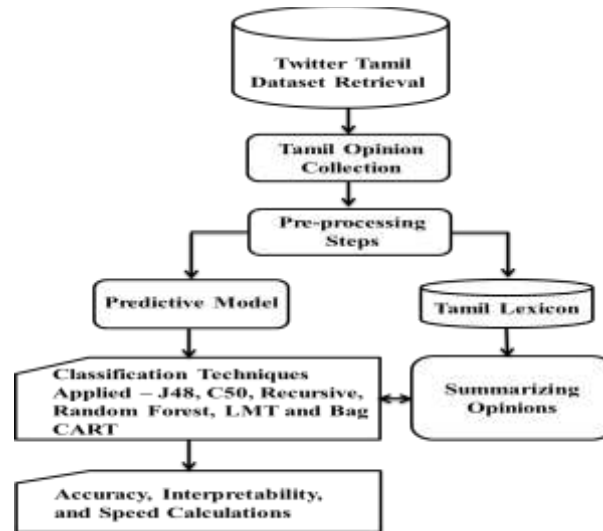 Twitter Tamil
Dataset Retrieval
Tamil Opinion
Collection
Pre-processing
Steps
Predictive Model
Tamil Lexicon
Classification Techniques
Applied – J48, C50, Recursive,
Random Forest, LMT and Bag
CART
Summarizing
Opinions
Accuracy, Interpretability,
and Speed Calculations